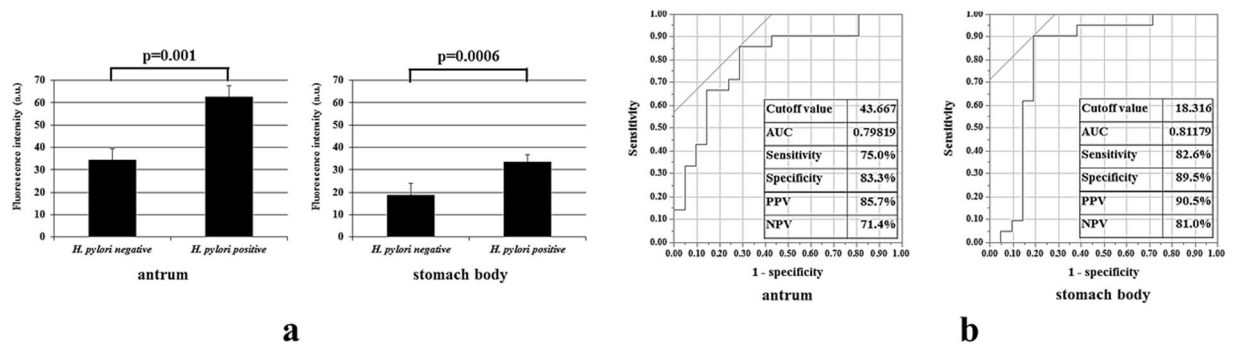 a
p=0.001
Fluorescence intensity (a.u.)
70
60
50
40
30
20
10
0
H. pylori negative H. pylori positive
antrum
p=0.0006
Fluorescence intensity (a.u.)
70
60
50
40
30
20
10
0
H. pylori negative H. pylori positive
stomach body
a
b
Sensitivity
1.00
0.90
0.80
0.70
0.60
0.50
0.40
0.30
0.20
0.10
0.00
Cutoff value 43.667
AUC 0.79819
Sensitivity 75.0%
Specificity 83.3%
PPV 85.7%
NPV 71.4%
0.00 0.10 0.20 0.30 0.40 0.50 0.60 0.70 0.80 0.90 1.00
1 - specificity
antrum
Sensitivity
1.00
0.90
0.80
0.70
0.60
0.50
0.40
0.30
0.20
0.10
0.00
Cutoff value 18.316
AUC 0.81179
Sensitivity 82.6%
Specificity 89.5%
PPV 90.5%
NPV 81.0%
0.00 0.10 0.20 0.30 0.40 0.50 0.60 0.70 0.80 0.90 1.00
1 - specificity
stomach body
b